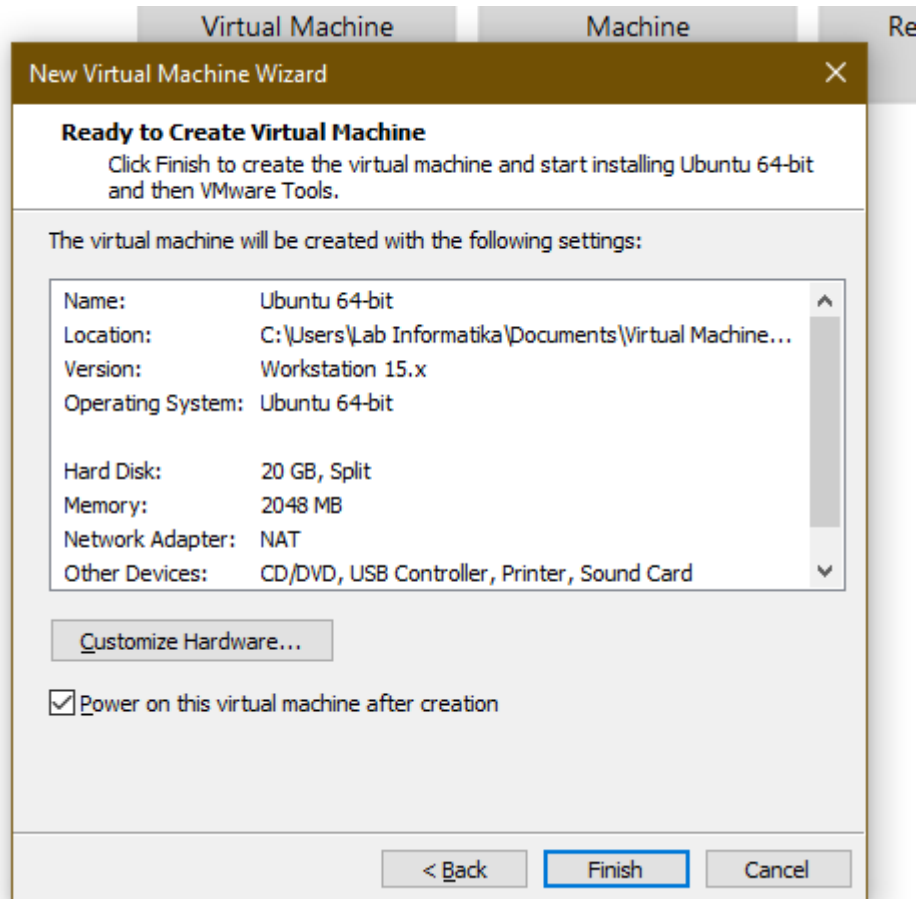 Virtual Machine Machine Re
New Virtual Machine Wizard
Ready to Create Virtual Machine
Click Finish to create the virtual machine and start installing Ubuntu 64-bit
and then VMware Tools.
The virtual machine will be created with the following settings:
Name: Ubuntu 64-bit
Location: C:\Users\Lab Informatika\Documents\Virtual Machine...
Version: Workstation 15.x
Operating System: Ubuntu 64-bit
Hard Disk: 20 GB, Split
Memory: 2048 MB
Network Adapter: NAT
Other Devices: CD/DVD, USB Controller, Printer, Sound Card
Customize Hardware...
Power on this virtual machine after creation
< Back Finish Cancel